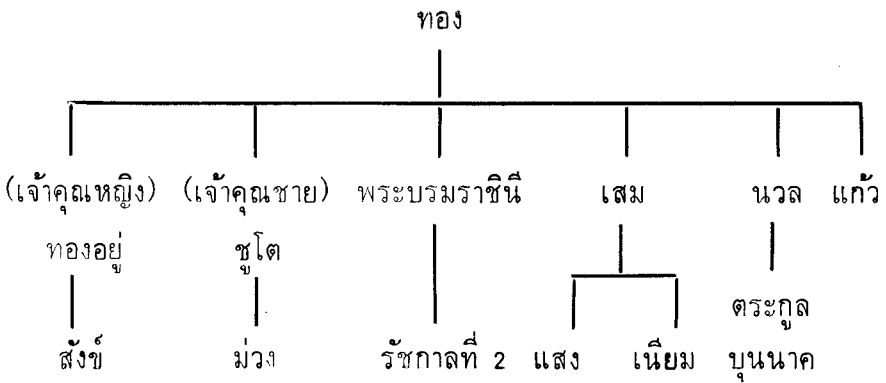 ทอง
(เจ้าคุณหญิง) (เจ้าคุณชาย) พระบรมราชินี เสม นวล แก้ว
ทองอยู่ ชูโต
ตระกูล
สังข์ ม่วง รัชกาลที่ 2 แสง เนียม บุนนาค